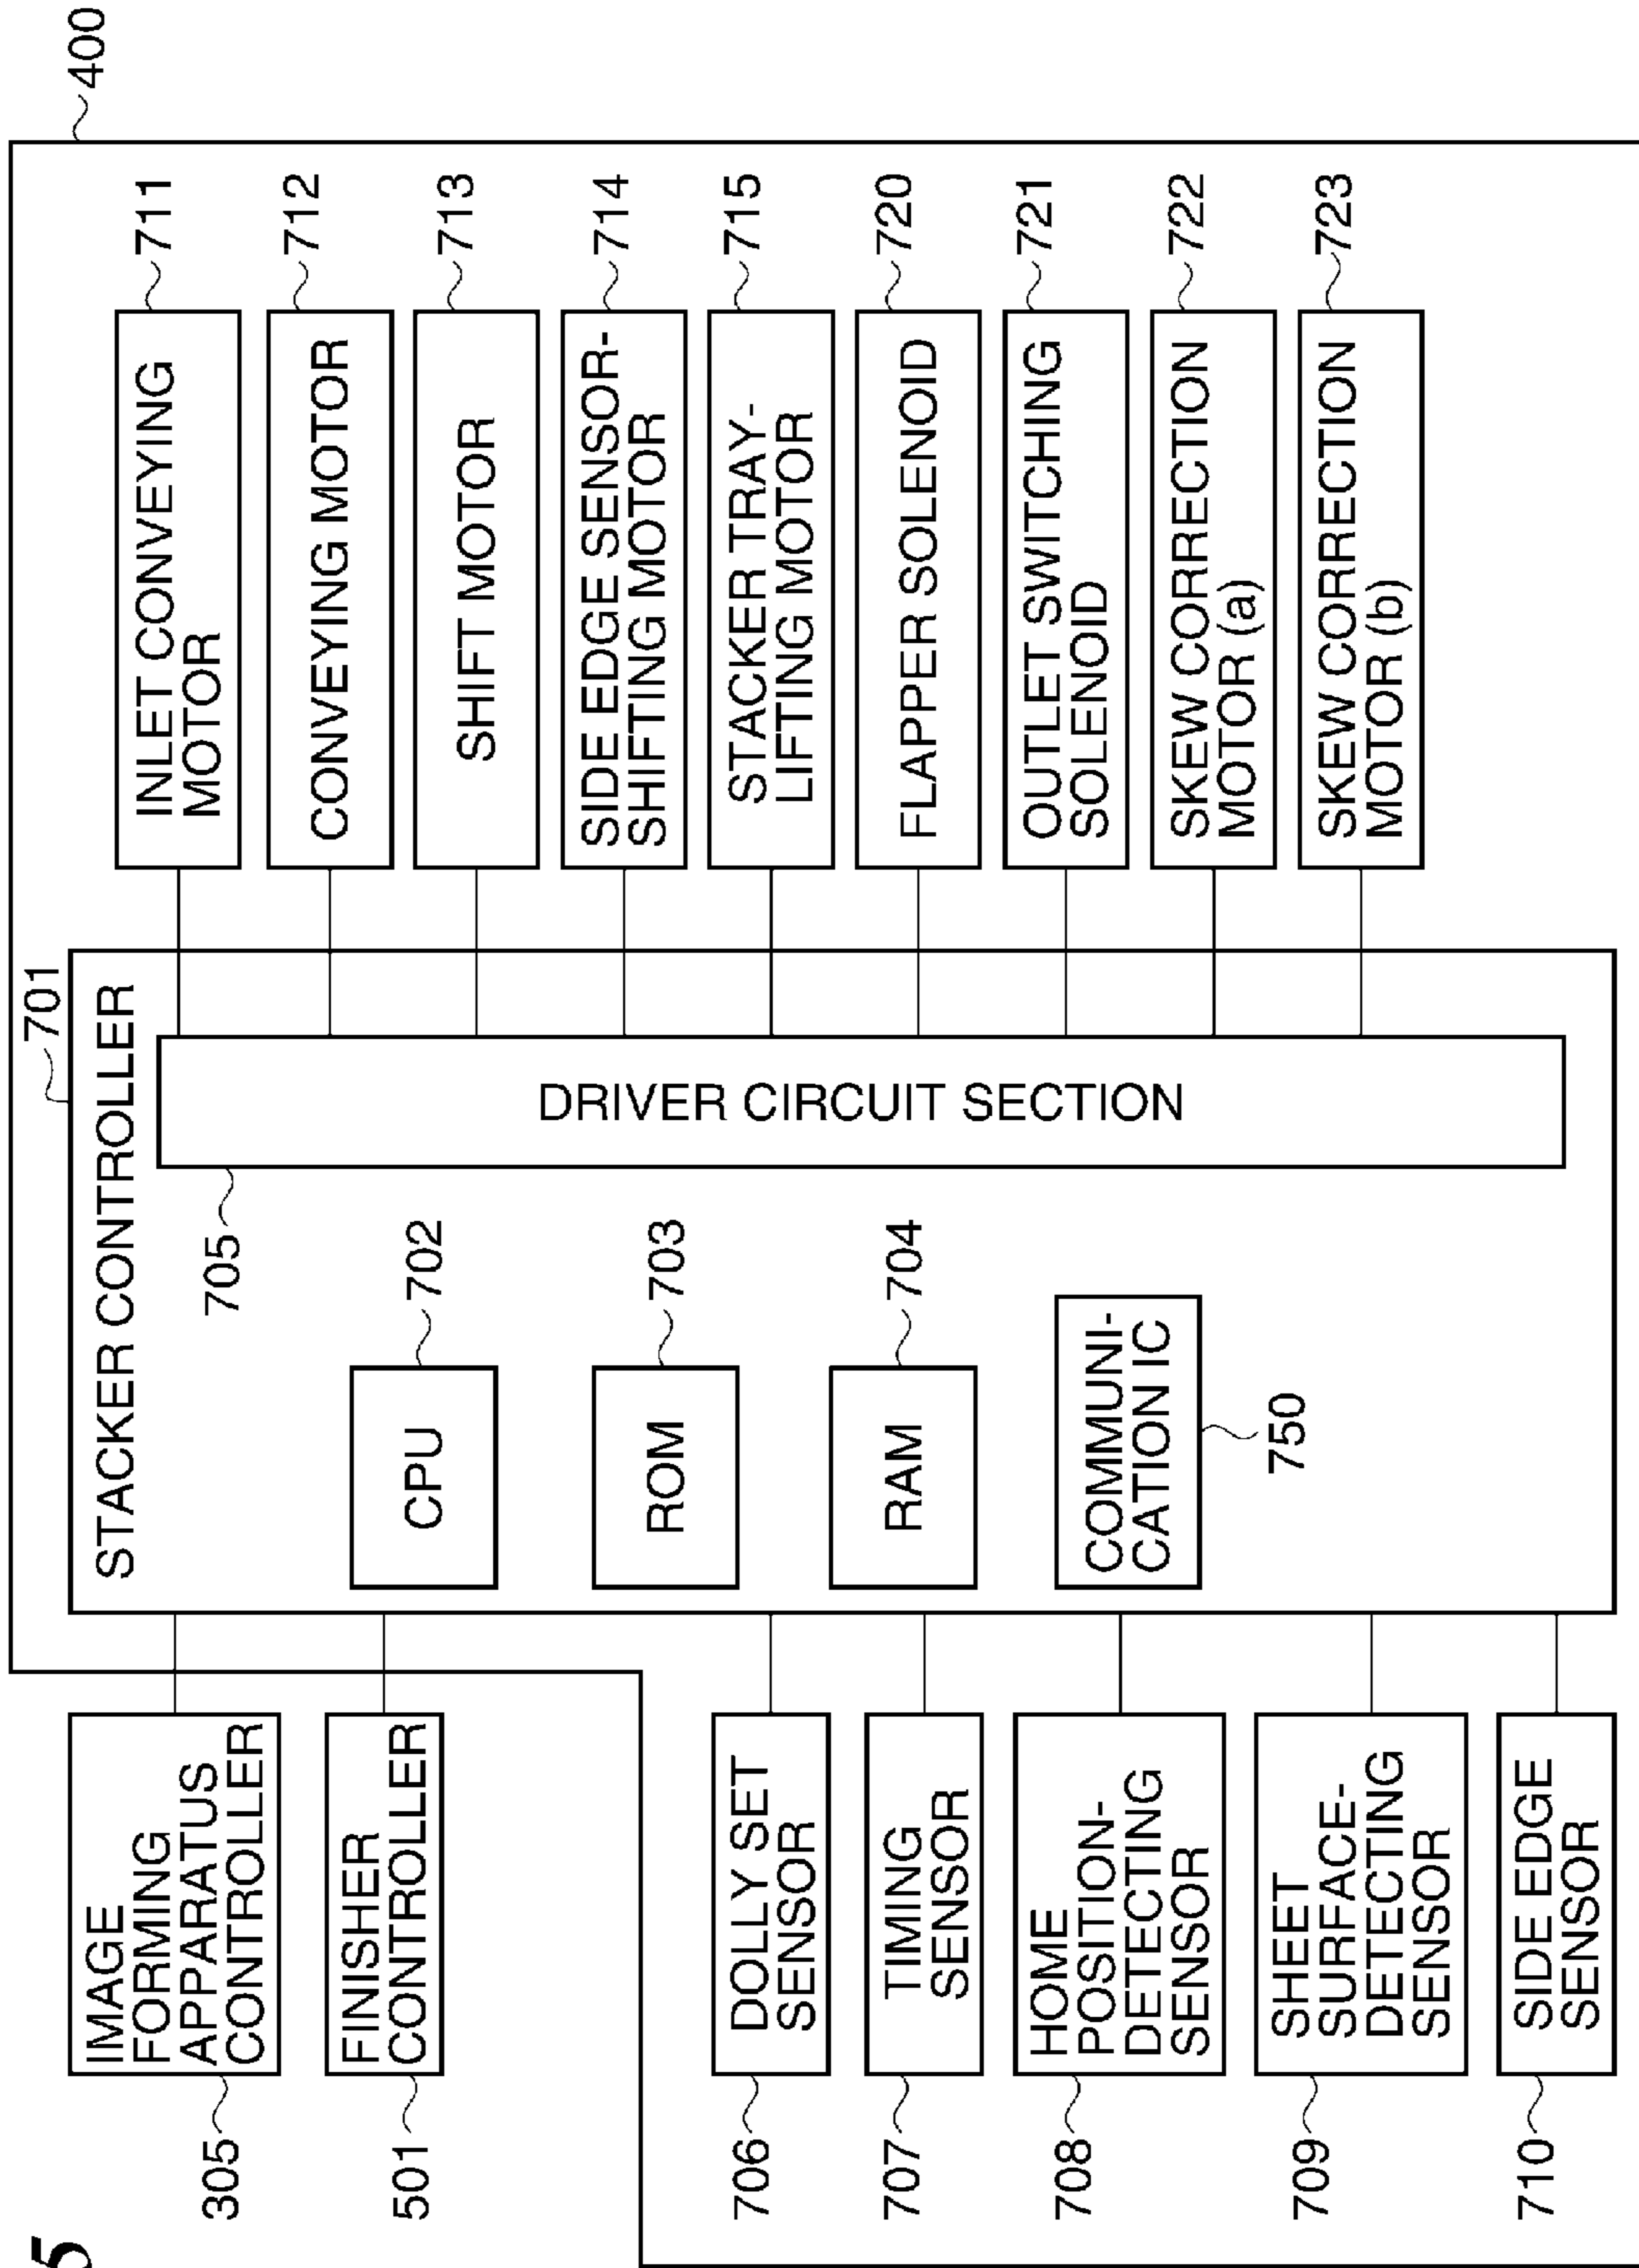 5
400
701
STACKER CONTROLLER
IMAGE
FORMING
APPARATUS
CONTROLLER
305
FINISHER
CONTROLLER
501
DOLLY SET
SENSOR
706
TIMING
SENSOR
707
HOME
POSITION-
DETECTING
SENSOR
708
SHEET
SURFACE-
DETECTING
SENSOR
709
SIDE EDGE
SENSOR
710
CPU
702
ROM
703
RAM
704
COMMUNI-
CATION IC
750
705
DRIVER CIRCUIT SECTION
INLET CONVEYING
MOTOR
711
CONVEYING MOTOR
712
SHIFT MOTOR
713
SIDE EDGE SENSOR-
SHIFTING MOTOR
714
STACKER TRAY-
LIFTING MOTOR
715
FLAPPER SOLENOID
720
OUTLET SWITCHING
SOLENOID
721
SKEW CORRECTION
MOTOR (a)
722
SKEW CORRECTION
MOTOR (b)
723